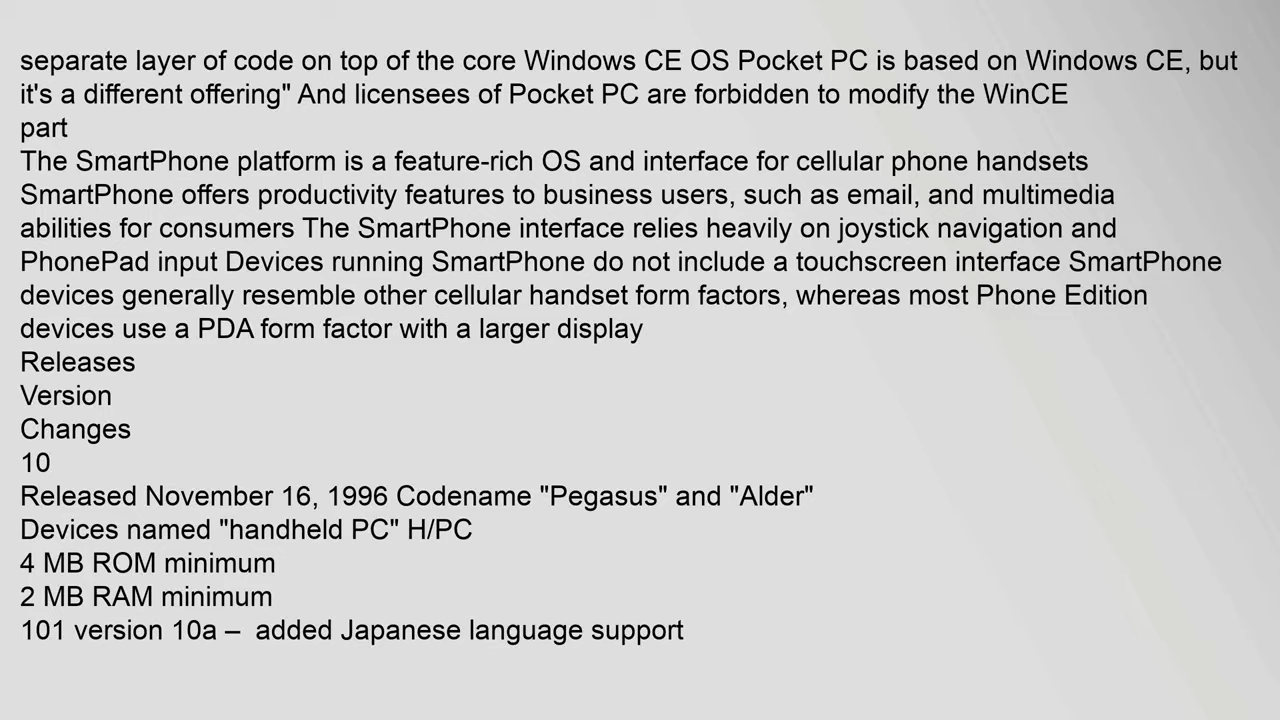 separate layer of code on top of the core Windows CE OS Pocket PC is based on Windows CE, but
it's a different offering" And licensees of Pocket PC are forbidden to modify the WinCE
part
The SmartPhone platform is a feature-rich OS and interface for cellular phone handsets
SmartPhone offers productivity features to business users, such as email, and multimedia
abilities for consumers The SmartPhone interface relies heavily on joystick navigation and
PhonePad input Devices running SmartPhone do not include a touchscreen interface SmartPhone
devices generally resemble other cellular handset form factors, whereas most Phone Edition
devices use a PDA form factor with a larger display
Releases
Version
Changes
10
Released November 16, 1996 Codename "Pegasus" and "Alder"
Devices named "handheld PC" H/PC
4 MB ROM minimum
2 MB RAM minimum
101 version 10a –  added Japanese language support